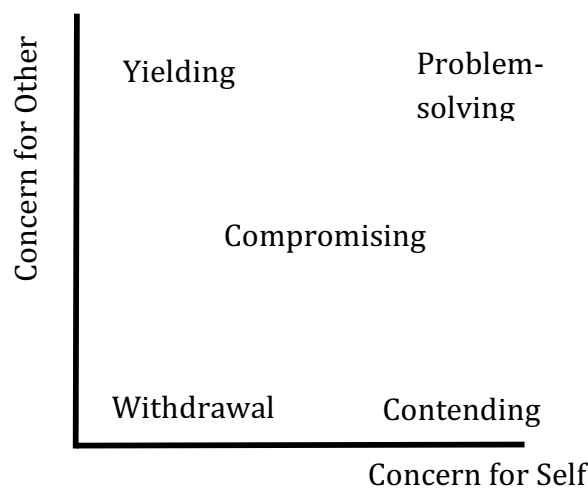 Concern for Other
Yielding
Problem-
solving
Compromising
Withdrawal
Contending
Concern for Self